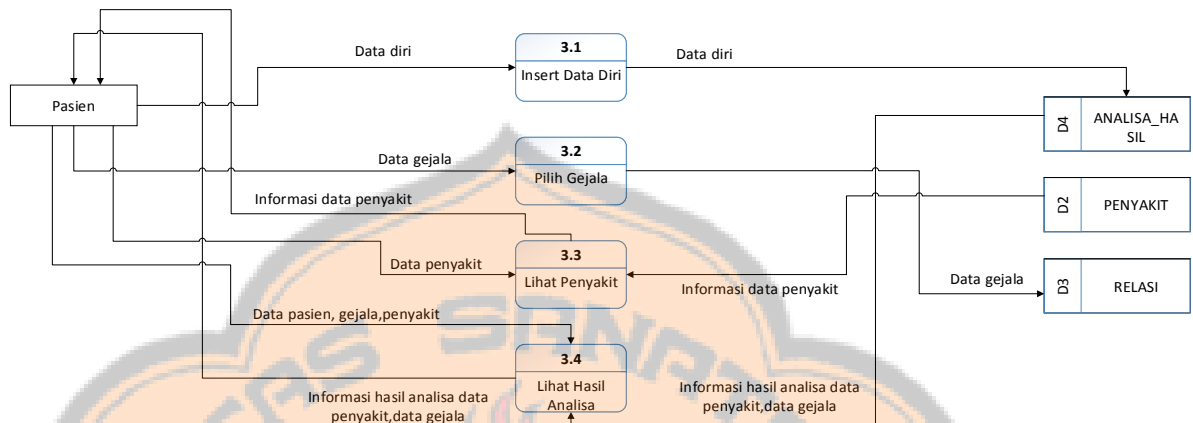 3.1
Data diri
Data diri
Insert Data Diri
Pasien
D4
ANALISA_HA
SIL
3.2
Data gejala
Pilih Gejala
Informasi data penyakit
D2
PENYAKIT
3.3
Data penyakit
Lihat Penyakit
Informasi data penyakit
Data gejala
D3
RELASI
Data pasien, gejala,penyakit
3.4
Lihat Hasil
Analisa
Informasi hasil analisa data
penyakit,data gejala
Informasi hasil analisa data
penyakit,data gejala
AS SANAT